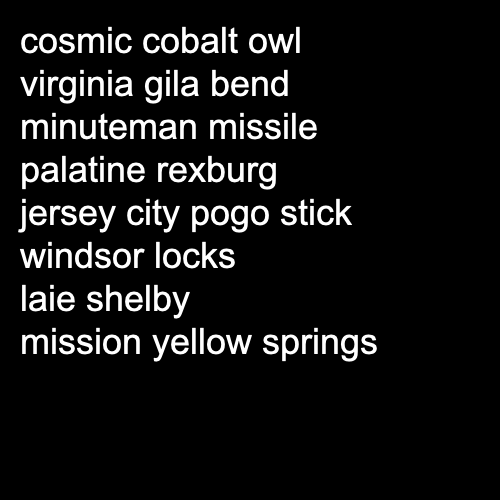 cosmic cobalt owl
virginia gila bend
minuteman missile
palatine rexburg
jersey city pogo stick
windsor locks
laie shelby
mission yellow springs